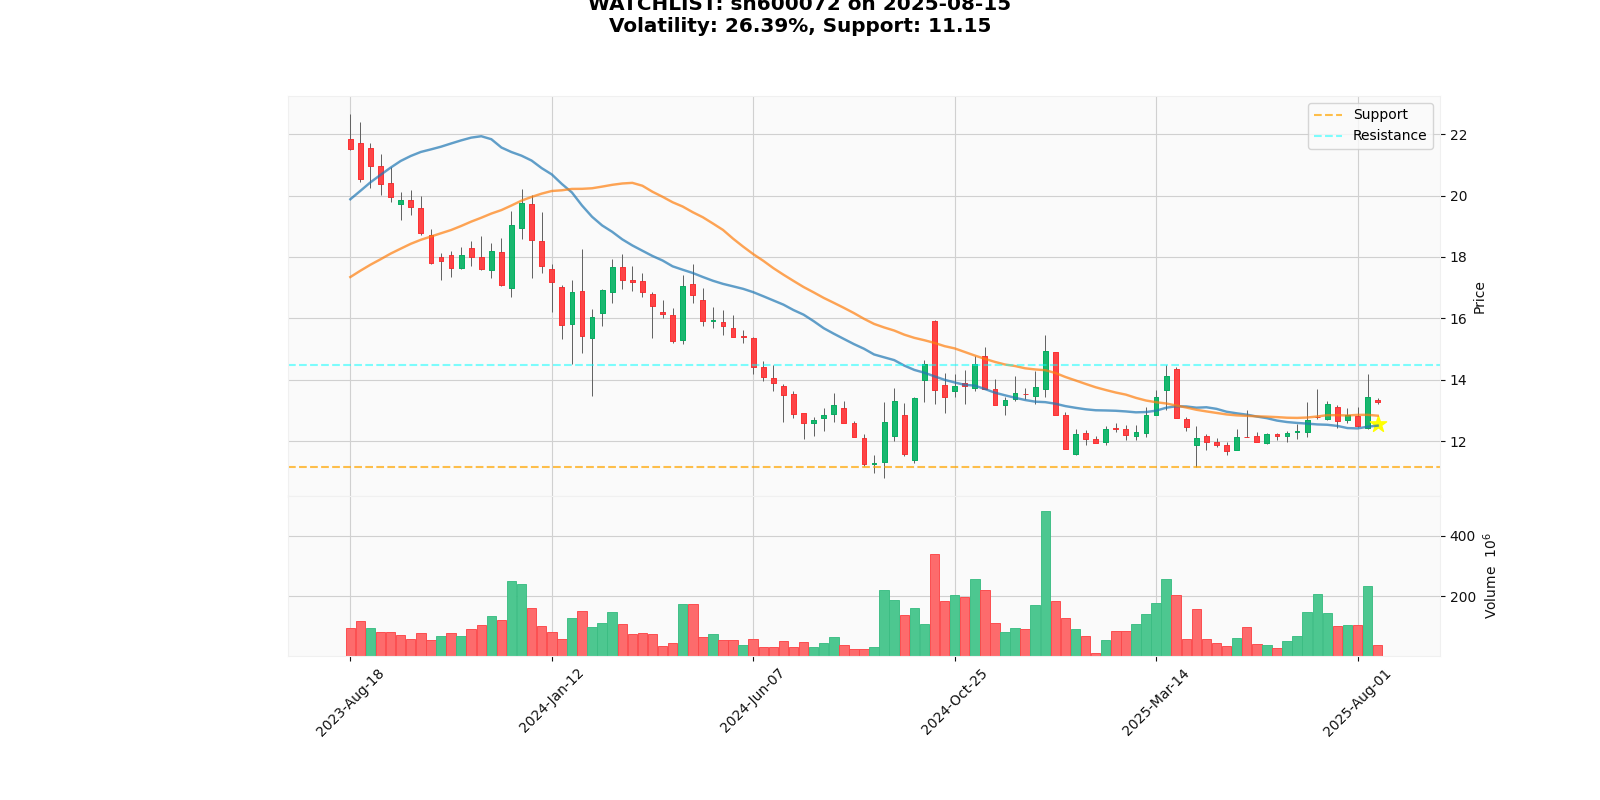 WATCHLIST: sh600072 on 2025-08-15
Volatility: 26.39%, Support: 11.15
Support
Resistance
22
20
18
16
14
12
Price
400
200
Volume 10⁶
2023-Aug-18
2024-Jan-12
2024-Jun-07
2024-Oct-25
2025-Mar-14
2025-Aug-01